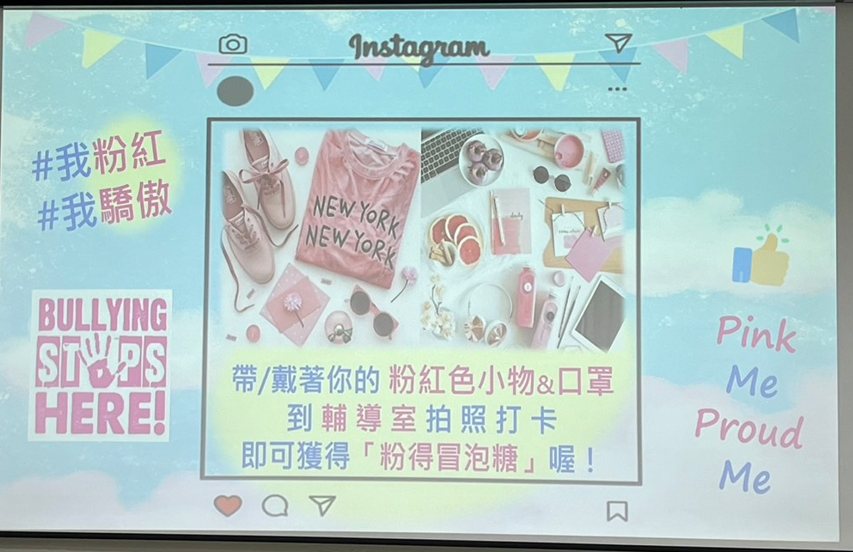 Instagram
#我粉紅
#我驕傲
NEW YORK
NEW YORK
BULLYING
STOPS
HERE!
帶/戴著你的 粉紅色小物&口罩
到 輔導室 拍照打卡
即可獲得「粉得冒泡糖」喔！
Pink
Me
Proud
Me